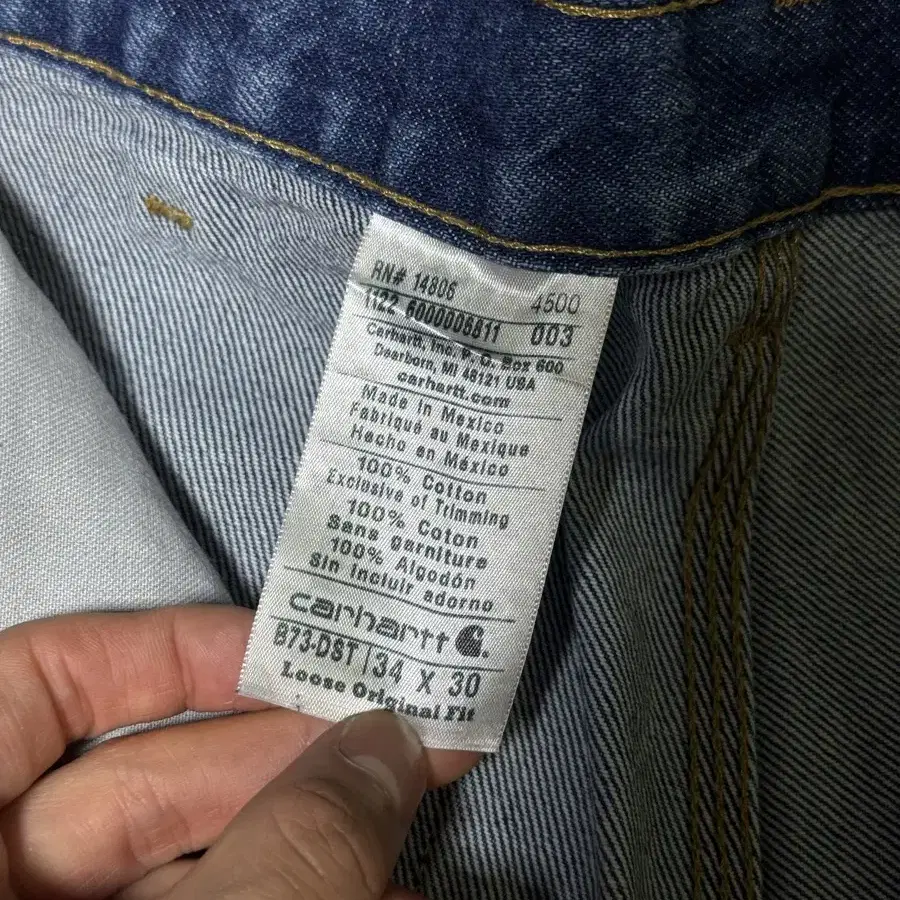 RN# 14806 4500
1122 6000006811 003
Carhartt, Inc. P. O. Box 600
Dearborn, MI 48121 USA
carhartt.com
Made in Mexico
Fabriqué au Mexique
Hecho en México
100% Cotton
Exclusive of Trimming
100% Coton
Sans garniture
100% Algodón
Sin incluir adorno
carhartt
B73-DST 34 X 30
Loose Original Fit